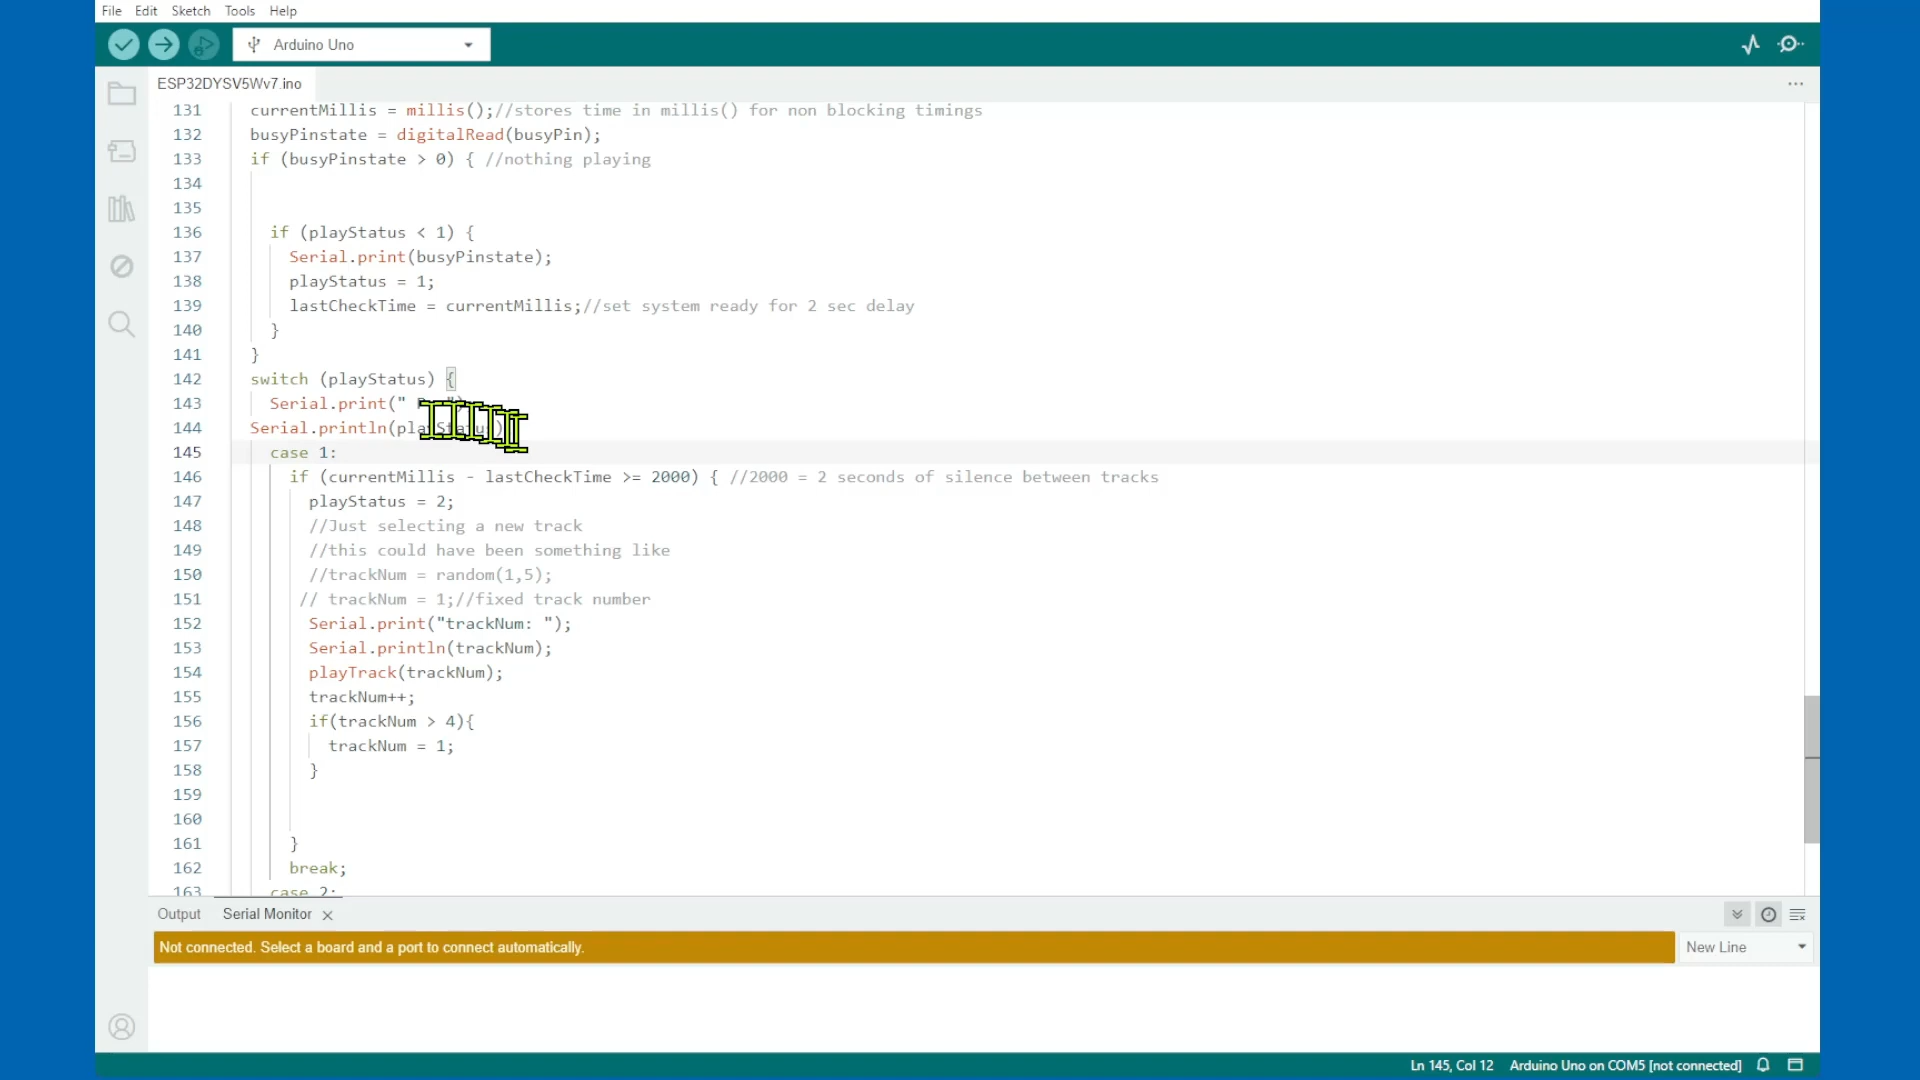 File Edit Sketch Tools Help
Arduino Uno
ESP32DYSV5Wv7.ino
131 currentMillis = millis();//stores time in millis() for non blocking timings
132 busyPinstate = digitalRead(busyPin);
133 if (busyPinstate > 0) { //nothing playing
134
135
136 if (playStatus < 1) {
137 Serial.print(busyPinstate);
138 playStatus = 1;
139 lastCheckTime = currentMillis;//set system ready for 2 sec delay
140 }
141 }
142 switch (playStatus) {
143 Serial.print("
144 Serial.println(playStatus)
145 case 1:
146 if (currentMillis - lastCheckTime >= 2000) { //2000 = 2 seconds of silence between tracks
147 playStatus = 2;
148 //Just selecting a new track
149 //this could have been something like
150 //trackNum = random(1,5);
151 // trackNum = 1;//fixed track number
152 Serial.print("trackNum: ");
153 Serial.println(trackNum);
154 playTrack(trackNum);
155 trackNum++;
156 if(trackNum > 4){
157 trackNum = 1;
158 }
159
160
161 }
162 break;
163 case 2:
Output Serial Monitor
Not connected. Select a board and a port to connect automatically.
New Line
Ln 145, Col 12 Arduino Uno on COM5 [not connected]